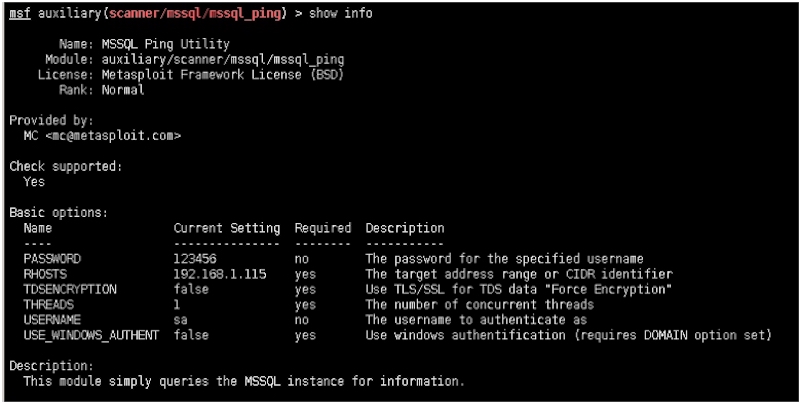 msf auxiliary(scanner/mssql/mssql_ping) > show info
Name: MSSQL Ping Utility
Module: auxiliary/scanner/mssql/mssql_ping
License: Metasploit Framework License (BSD)
Rank: Normal
Provided by:
MC <mc@metasploit.com>
Check supported:
Yes
Basic options:
Name Current Setting Required Description
---- --------------- -------- -----------
PASSWORD 123456 no The password for the specified username
RHOSTS 192.168.1.115 yes The target address range or CIDR identifier
TDSENCRYPTION false yes Use TLS/SSL for TDS data "Force Encryption"
THREADS 1 yes The number of concurrent threads
USERNAME sa no The username to authenticate as
USE_WINDOWS_AUTHENT false yes Use windows authentification (requires DOMAIN option set)
Description:
This module simply queries the MSSQL instance for information.